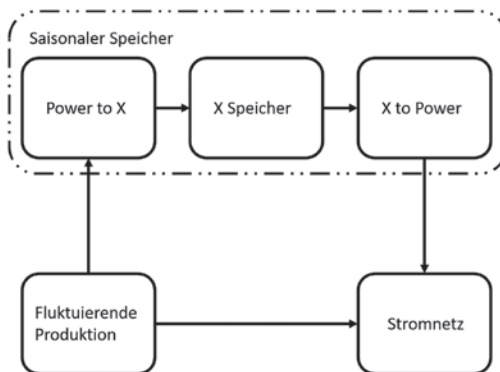 Saisonaler Speicher
Power to X
X Speicher
X to Power
Fluktuierende
Produktion
Stromnetz